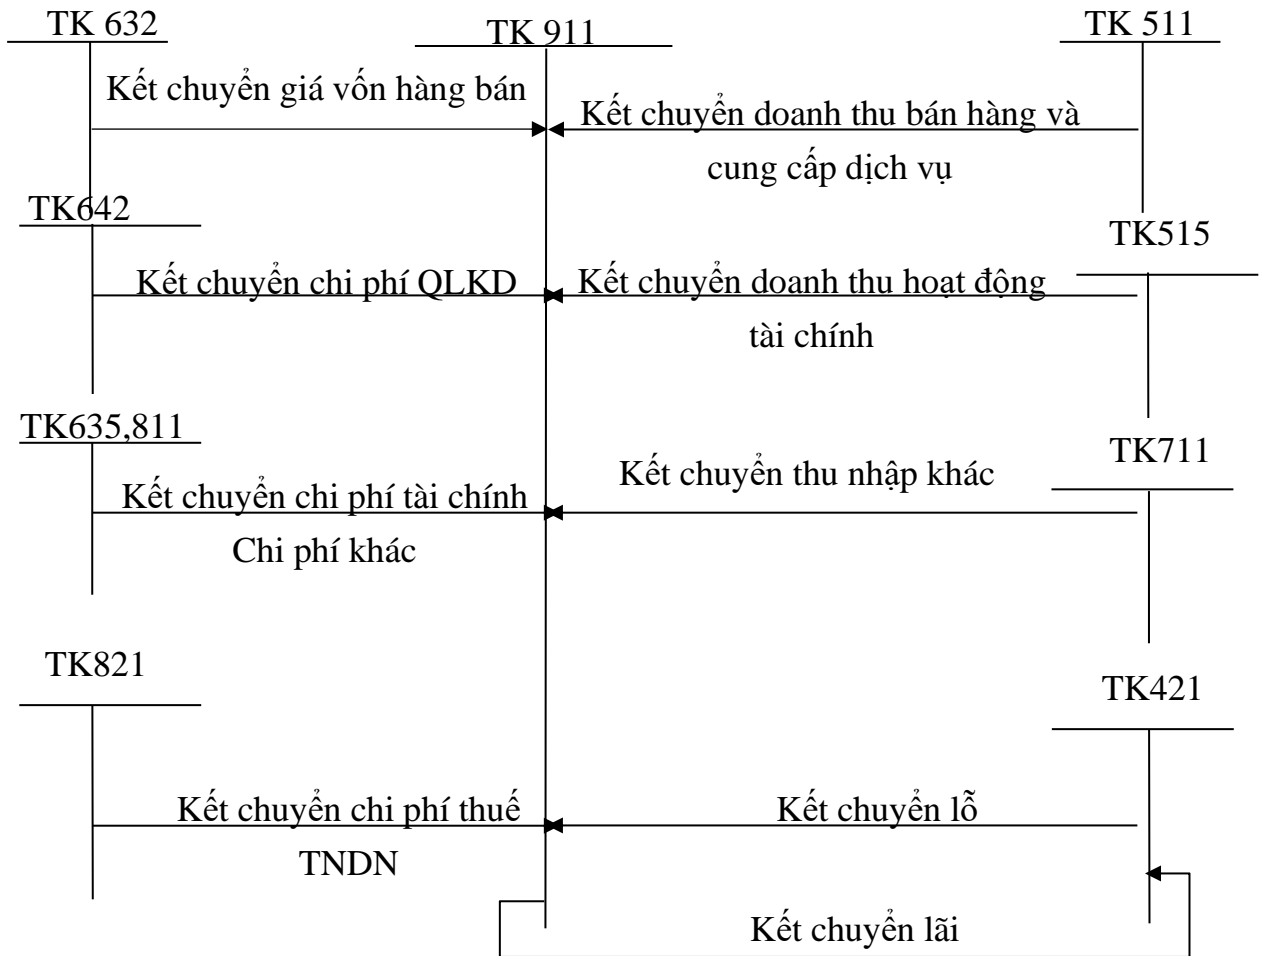 TK 632
TK 911
TK 511
Kết chuyển giá vốn hàng bán
Kết chuyển doanh thu bán hàng và
cung cấp dịch vụ
TK642
TK515
Kết chuyển chi phí QLKD
Kết chuyển doanh thu hoạt động
tài chính
TK635,811
TK711
Kết chuyển chi phí tài chính
Chi phí khác
Kết chuyển thu nhập khác
TK821
TK421
Kết chuyển chi phí thuế
TNDN
Kết chuyển lỗ
Kết chuyển lãi